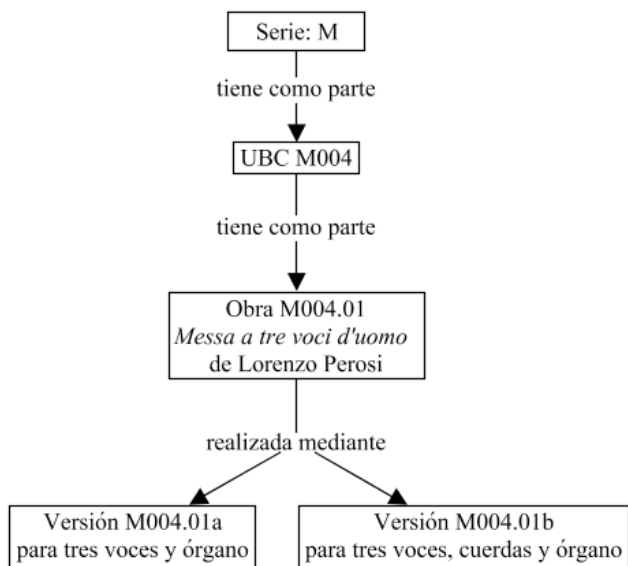 Serie: M
tiene como parte
UBC M004
tiene como parte
Obra M004.01
Messa a tre voci d'uomo
de Lorenzo Perosi
realizada mediante
Versión M004.01a
para tres voces y órgano
Versión M004.01b
para tres voces, cuerdas y órgano